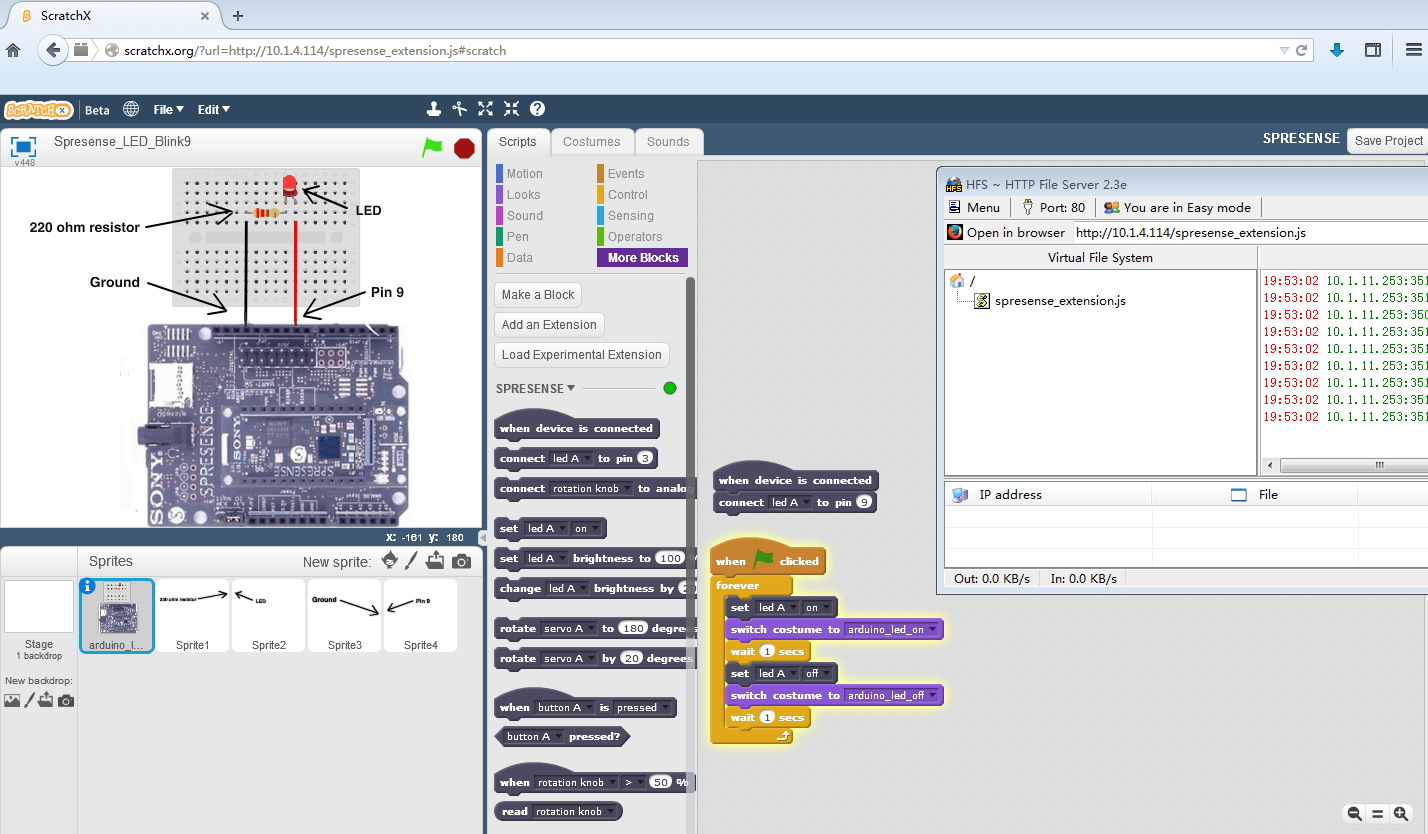 ScratchX
scratchx.org/?url=http://10.1.4.114/spresense_extension.js#scratch
SCRATCH X
Beta
File
Edit
v448
Spresense_LED_Blink9
LED
220 ohm resistor
Ground
Pin 9
SONY
SPRESENSE
SONY
SPRESENSE
X: -161 y: 180
Sprites
New sprite:
Stage
1 backdrop
New backdrop:
arduino_l...
220 ohm resistor
Sprite1
LED
Sprite2
Ground
Sprite3
Pin 9
Sprite4
Scripts
Costumes
Sounds
Motion
Looks
Sound
Pen
Data
Events
Control
Sensing
Operators
More Blocks
Make a Block
Add an Extension
Load Experimental Extension
SPRESENSE
when device is connected
connect led A to pin 3
connect rotation knob to analo
set led A on
set led A brightness to 100 %
change led A brightness by 2
rotate servo A to 180 degrees
rotate servo A by 20 degrees
when button A is pressed
button A pressed?
when rotation knob > 50 %
read rotation knob
SPRESENSE
Save Project
when device is connected
connect led A to pin 9
when clicked
forever
set led A on
switch costume to arduino_led_on
wait 1 secs
set led A off
switch costume to arduino_led_off
wait 1 secs
HFS ~ HTTP File Server 2.3e
Menu
Port: 80
You are in Easy mode
Open in browser
http://10.1.4.114/spresense_extension.js
Virtual File System
/
spresense_extension.js
19:53:02 10.1.11.253:351
19:53:02 10.1.11.253:351
19:53:02 10.1.11.253:350
19:53:02 10.1.11.253:351
19:53:02 10.1.11.253:351
19:53:02 10.1.11.253:351
19:53:02 10.1.11.253:351
19:53:02 10.1.11.253:351
19:53:02 10.1.11.253:351
IP address
File
Out: 0.0 KB/s
In: 0.0 KB/s